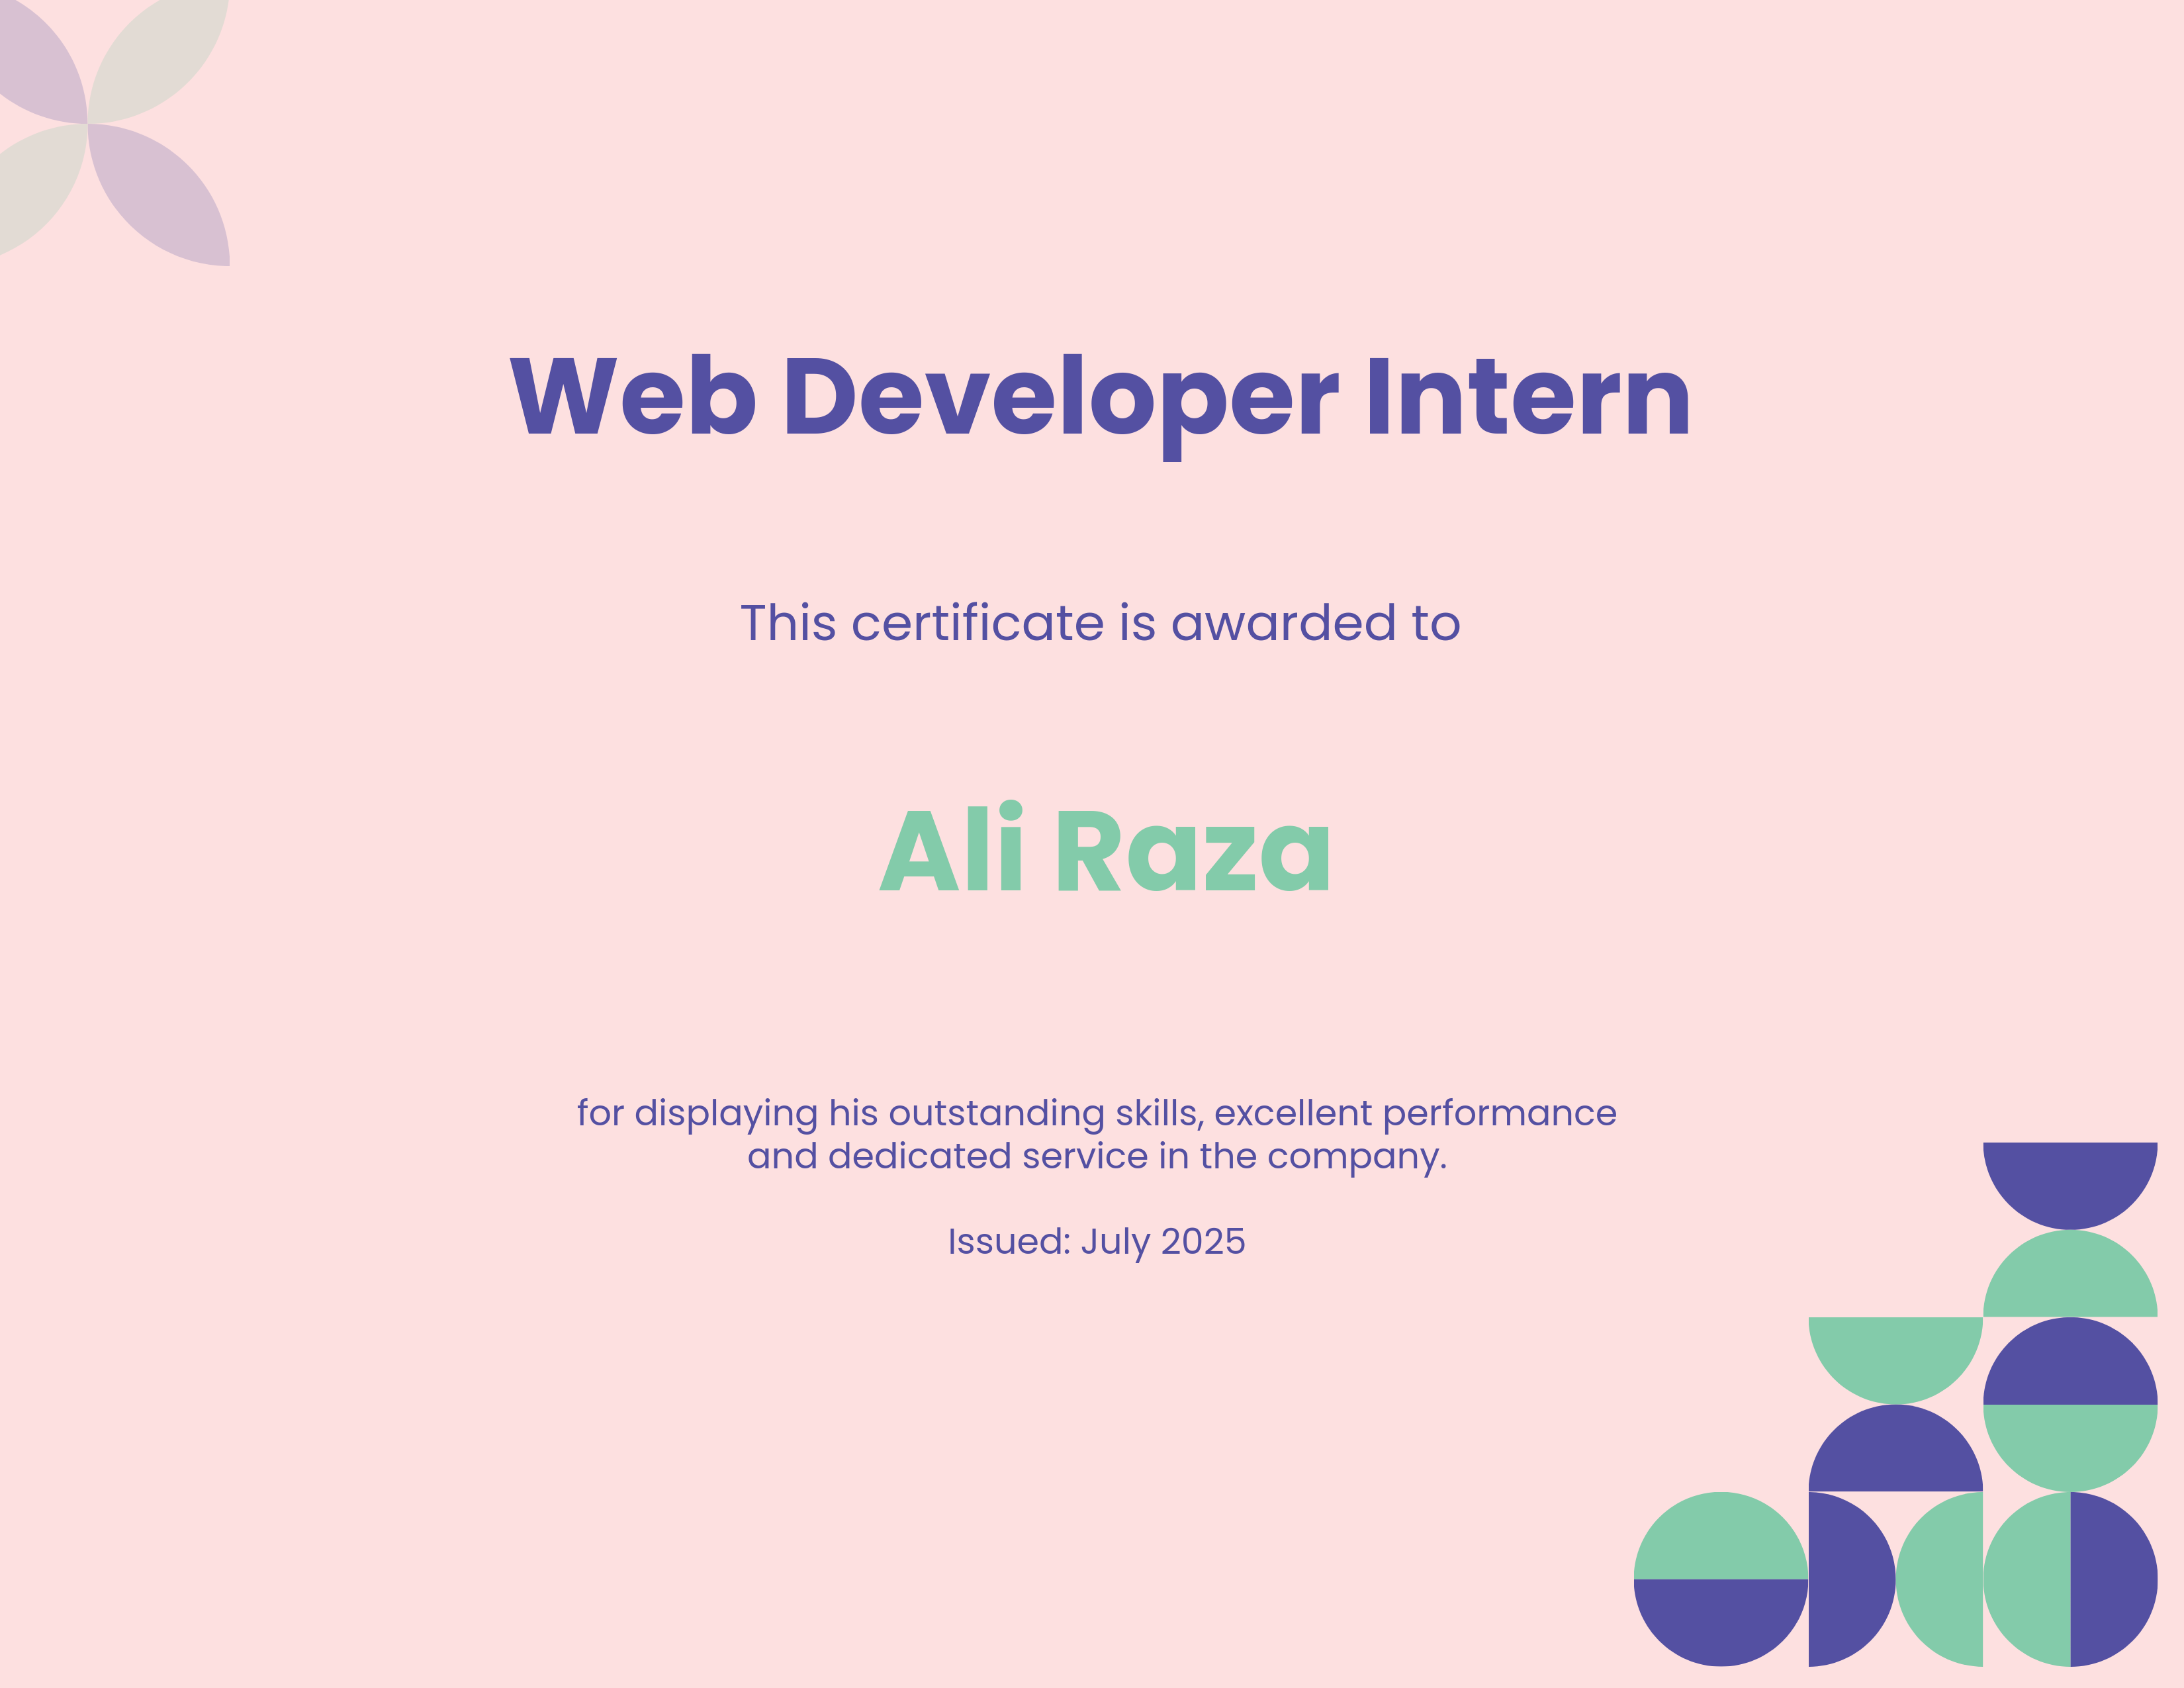 Web Developer Intern
This certificate is awarded to
Ali Raza
for displaying his outstanding skills, excellent performance
and dedicated service in the company.
Issued: July 2025